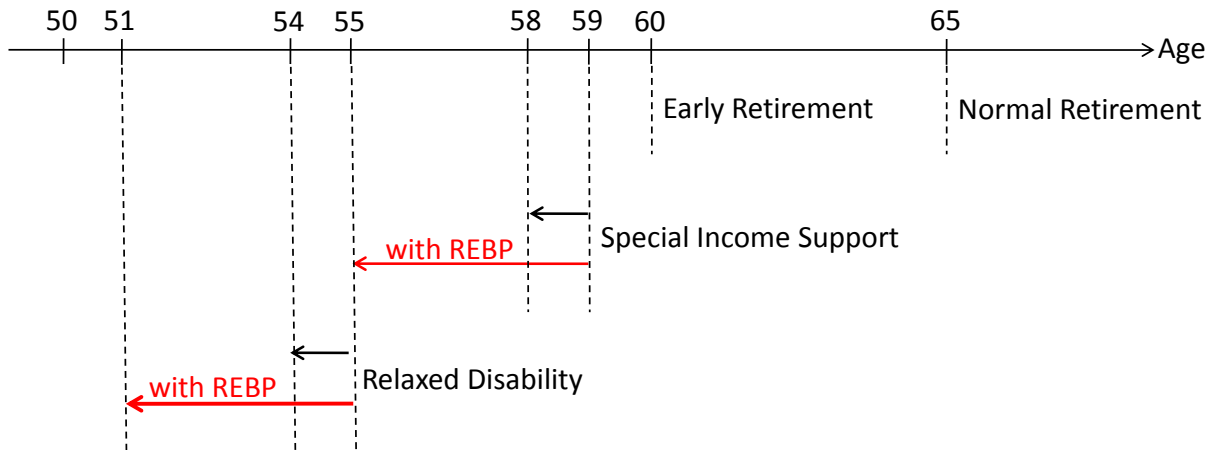 50 51 54 55 58 59 60 65
Age
Early Retirement Normal Retirement
Special Income Support
with REBP
Relaxed Disability
with REBP